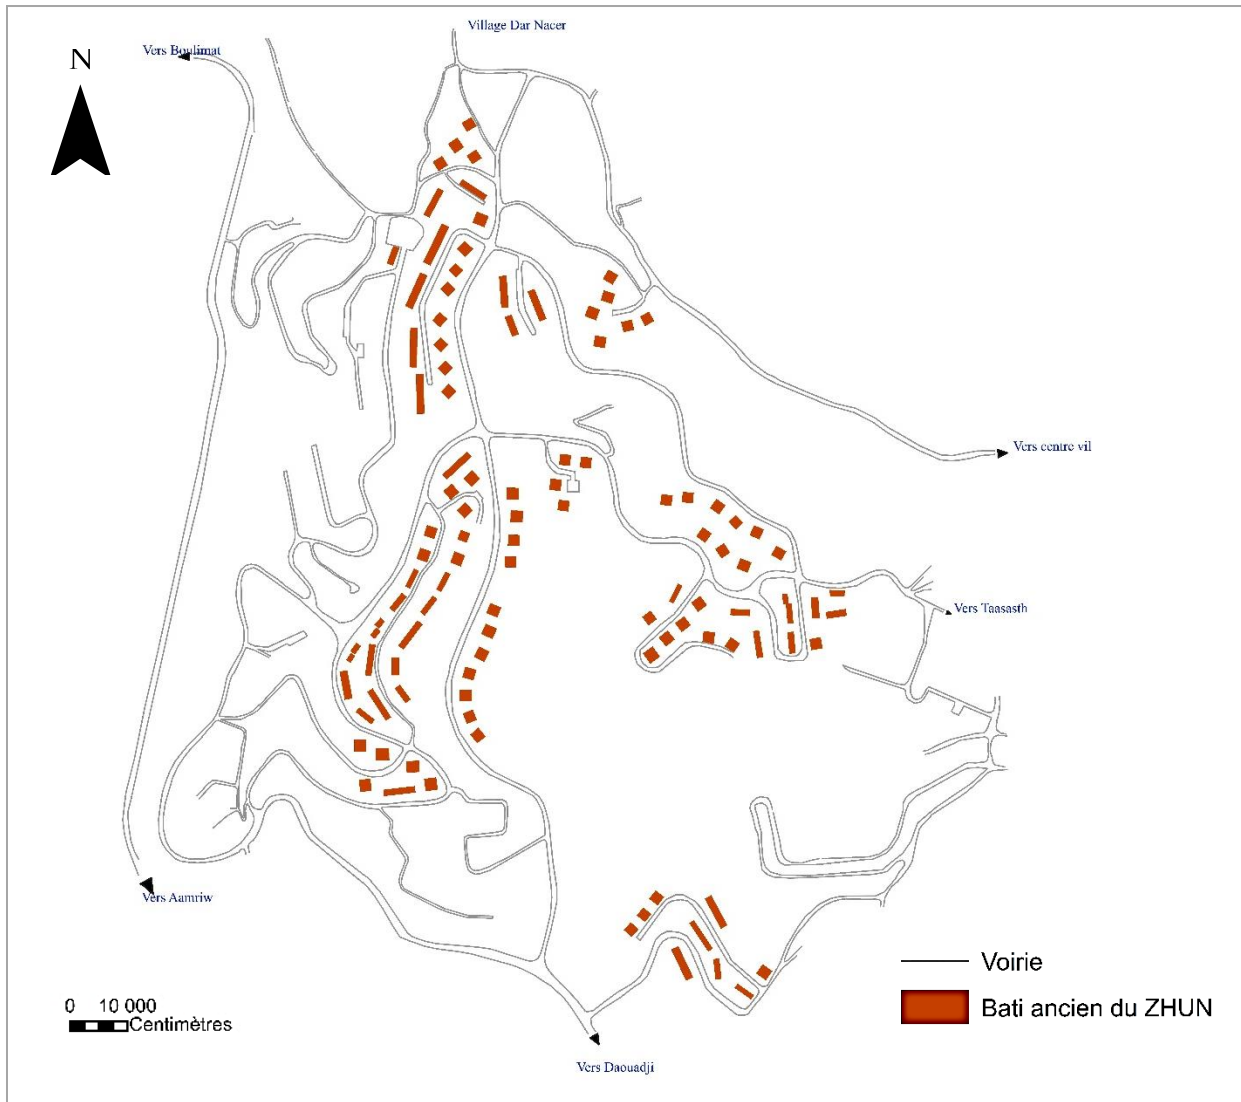 Village Dar Nacer
Vers Boulimat
N
Vers centre vil
Vers Taasasth
Vers Aamriw
Voirie
0 10 000
Centimètres
Bati ancien du ZHUN
Vers Daouadji